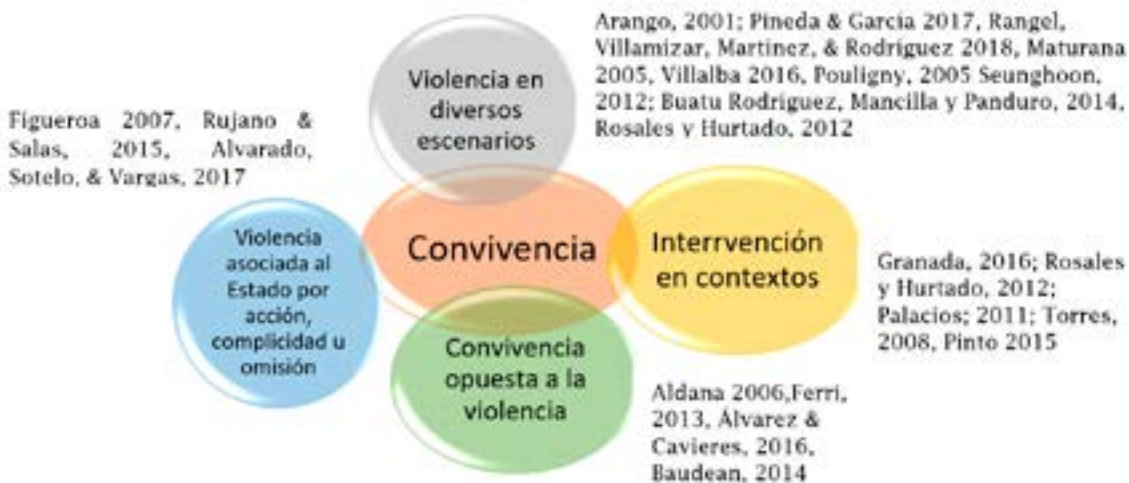 Arango, 2001; Pineda & García 2017, Rangel,
Villamizar, Martínez, & Rodríguez 2018, Maturana
2005, Villalba 2016, Pouligny, 2005 Seunghoon,
2012; Buatu Rodríguez, Mancilla y Panduro, 2014,
Rosales y Hurtado, 2012
Violencia en
diversos
escenarios
Figueroa 2007, Rujano &
Salas, 2015, Alvarado,
Sotelo, & Vargas, 2017
Violencia
asociada al
Estado por
acción,
complicidad u
omisión
Convivencia
Interrvención
en contextos
Granada, 2016; Rosales
y Hurtado, 2012;
Palacios; 2011; Torres,
2008, Pinto 2015
Convivencia
opuesta a la
violencia
Aldana 2006,Ferri,
2013, Álvarez &
Cavieres, 2016,
Baudean, 2014